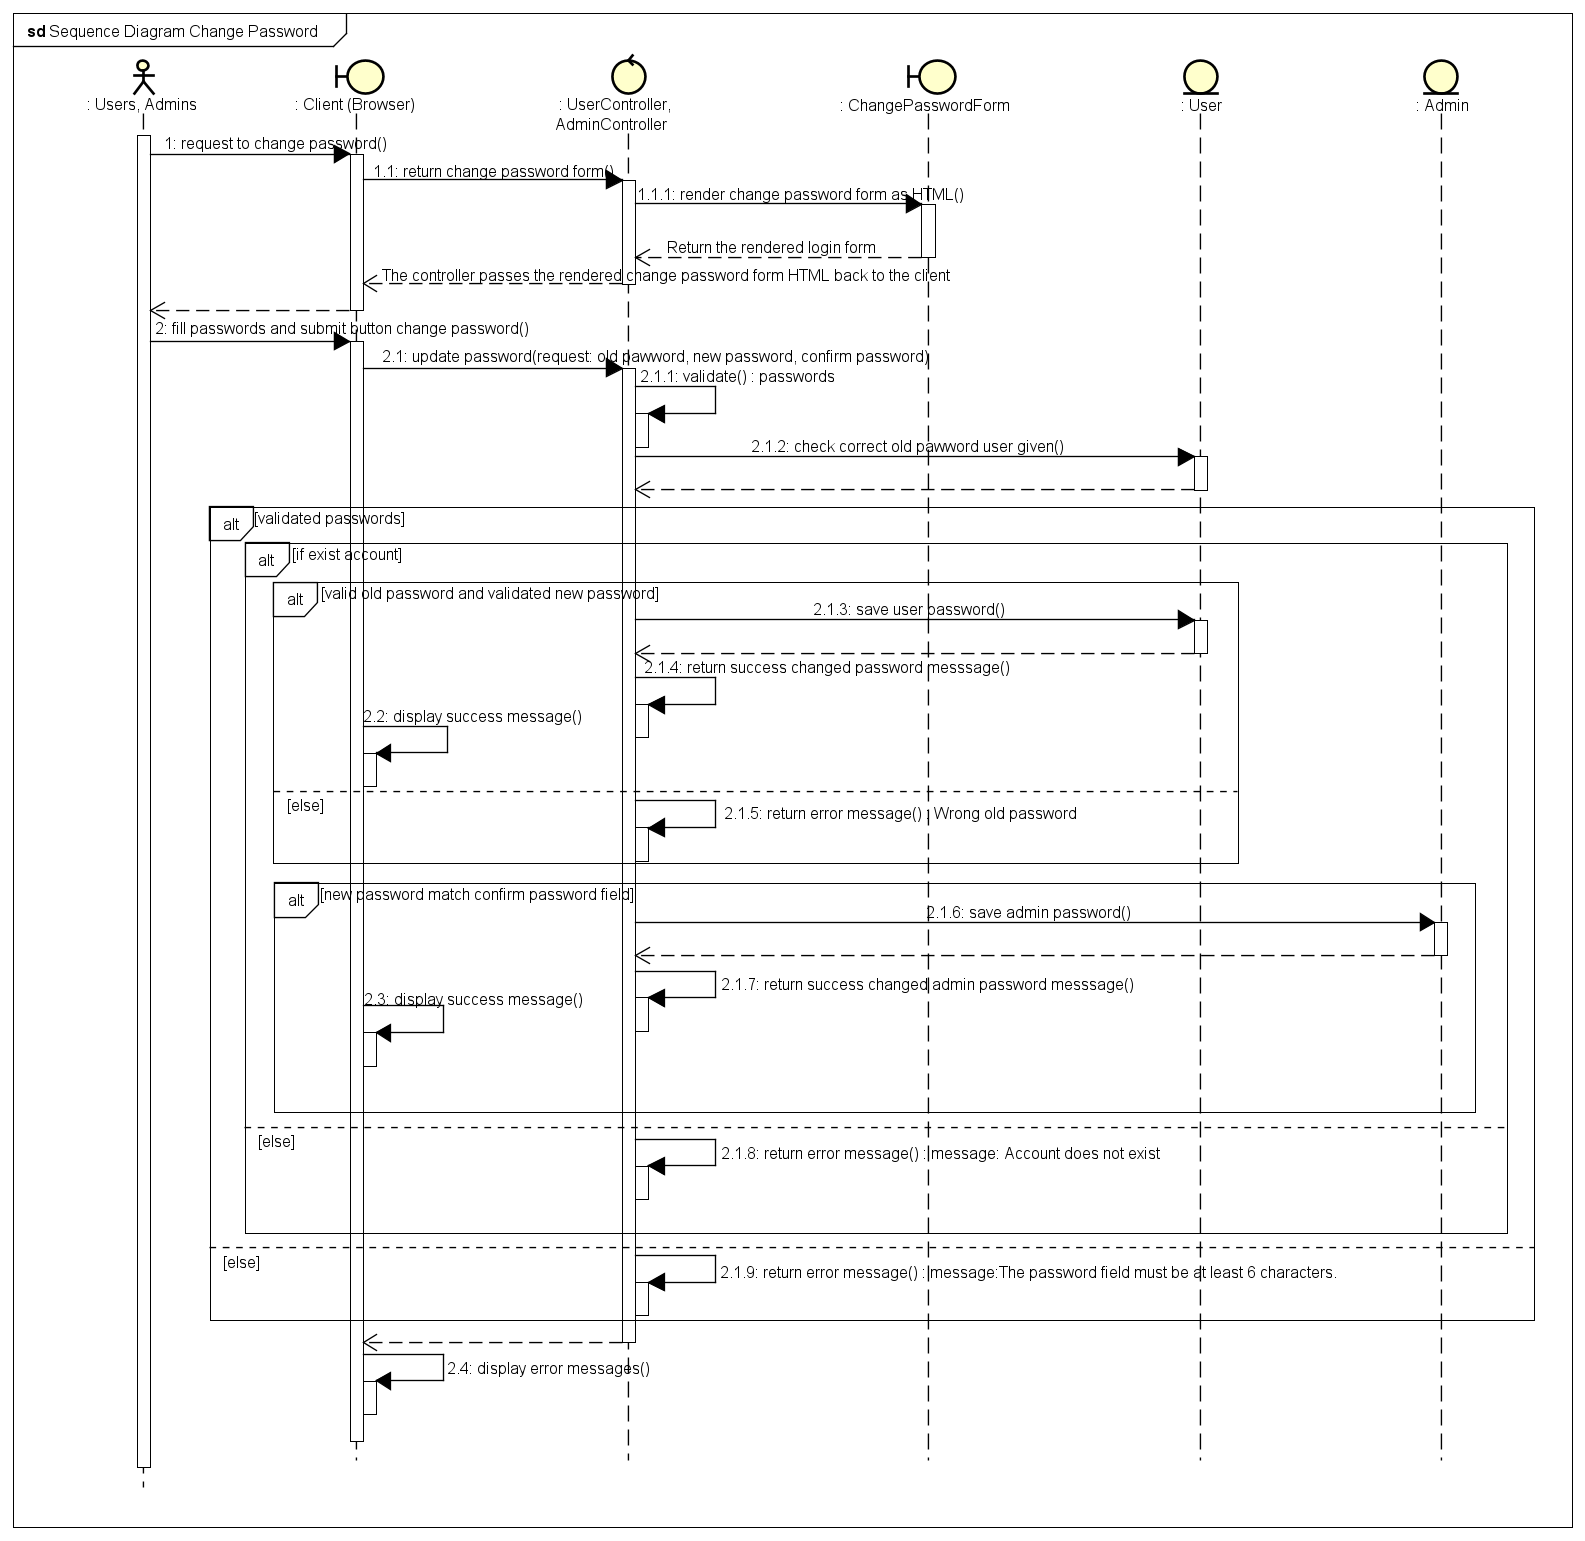 sd Sequence Diagram Change Password
: Users, Admins
: Client (Browser)
: UserController,
AdminController
: ChangePasswordForm
: User
: Admin
1: request to change password()
1.1: return change password form()
1.1.1: render change password form as HTML()
Return the rendered login form
The controller passes the rendered change password form HTML back to the client
2: fill passwords and submit button change password()
2.1: update password(request: old pawword, new password, confirm password)
2.1.1: validate() : passwords
2.1.2: check correct old pawword user given()
alt [validated passwords]
alt [if exist account]
alt [valid old password and validated new password]
2.1.3: save user password()
2.1.4: return success changed password messsage()
2.2: display success message()
[else]
2.1.5: return error message() : Wrong old password
alt [new password match confirm password field]
2.1.6: save admin password()
2.1.7: return success changed admin password messsage()
2.3: display success message()
[else]
2.1.8: return error message() : message: Account does not exist
[else]
2.1.9: return error message() : message:The password field must be at least 6 characters.
2.4: display error messages()